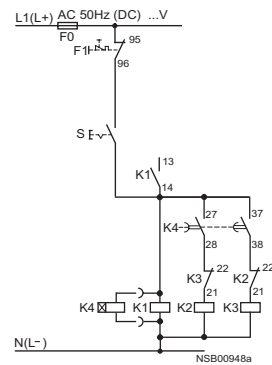 AC 50Hz (DC) ...V
L1(L+)
F0
95
F1
96
S
13
K1
14
27
37
K4
28
38
K3
22
K2
22
21
21
K4
K1
K2
K3
N(L−)
NSB00948a